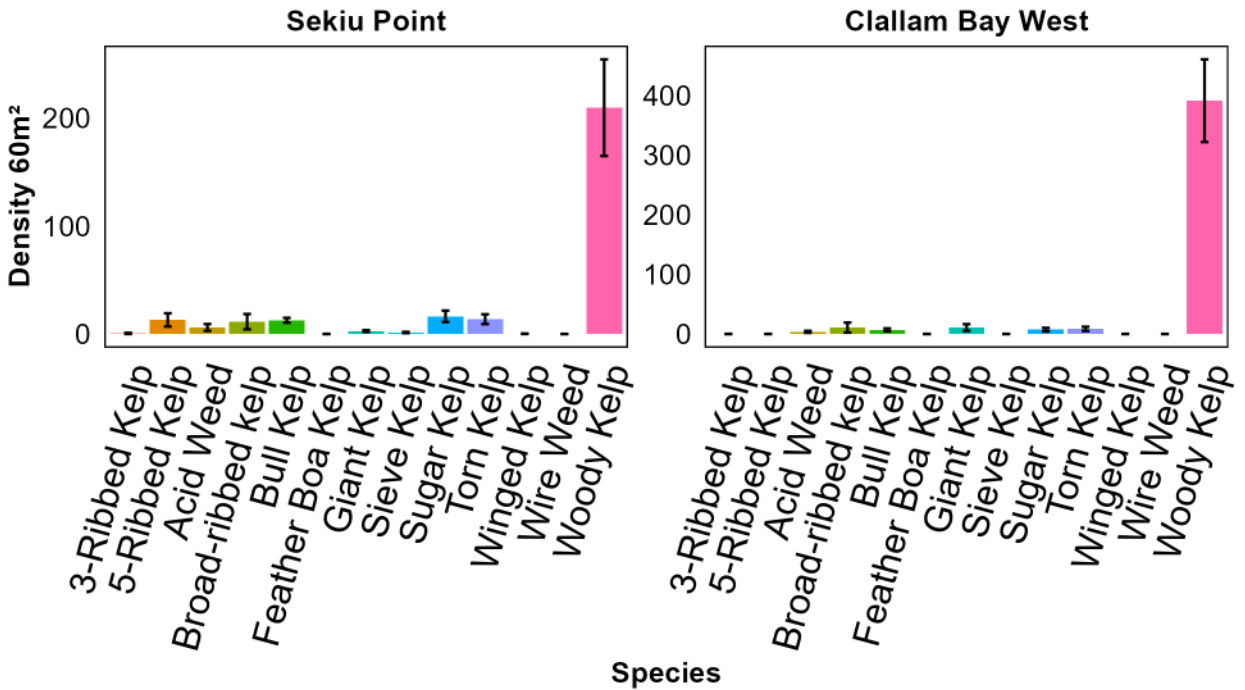 Sekiu Point
Clallam Bay West
Density 60m²
200
100
0
400
300
200
100
0
3-Ribbed Kelp
5-Ribbed Kelp
Acid Weed
Broad-ribbed kelp
Bull Kelp
Feather Boa Kelp
Giant Kelp
Sieve Kelp
Sugar Kelp
Torn Kelp
Winged Kelp
Wire Weed
Woody Kelp
3-Ribbed Kelp
5-Ribbed Kelp
Acid Weed
Broad-ribbed kelp
Bull Kelp
Feather Boa Kelp
Giant Kelp
Sieve Kelp
Sugar Kelp
Torn Kelp
Winged Kelp
Wire Weed
Woody Kelp
Species